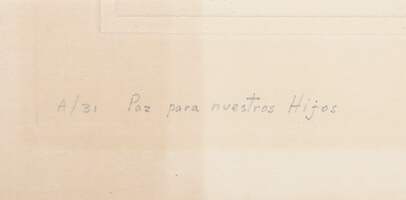 A/31 Paz para nuestros Hijos